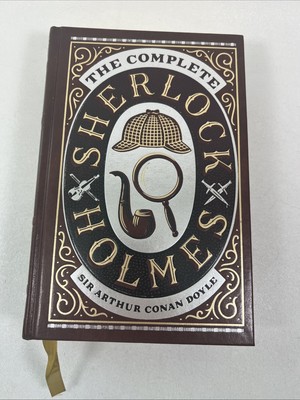 THE COMPLETE
SHERLOCK
HOLMES
SIR ARTHUR CONAN DOYLE